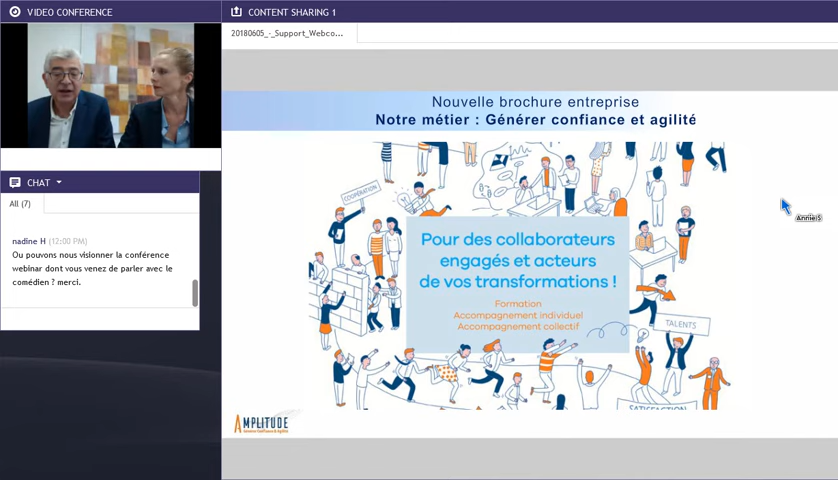 VIDEO CONFERENCE
CONTENT SHARING 1
20180605_-_Support_Webco...
CHAT
All (7)
nadine H (12:00 PM)
Ou pouvons nous visionner la conférence
webinar dont vous venez de parler avec le
comédien ? merci.
Nouvelle brochure entreprise
Notre métier : Générer confiance et agilité
COOPÉRATION
Pour des collaborateurs
engagés et acteurs
de vos transformations !
Formation
Accompagnement individuel
Accompagnement collectif
TALENTS
SATISFACTION
AMPLITUDE